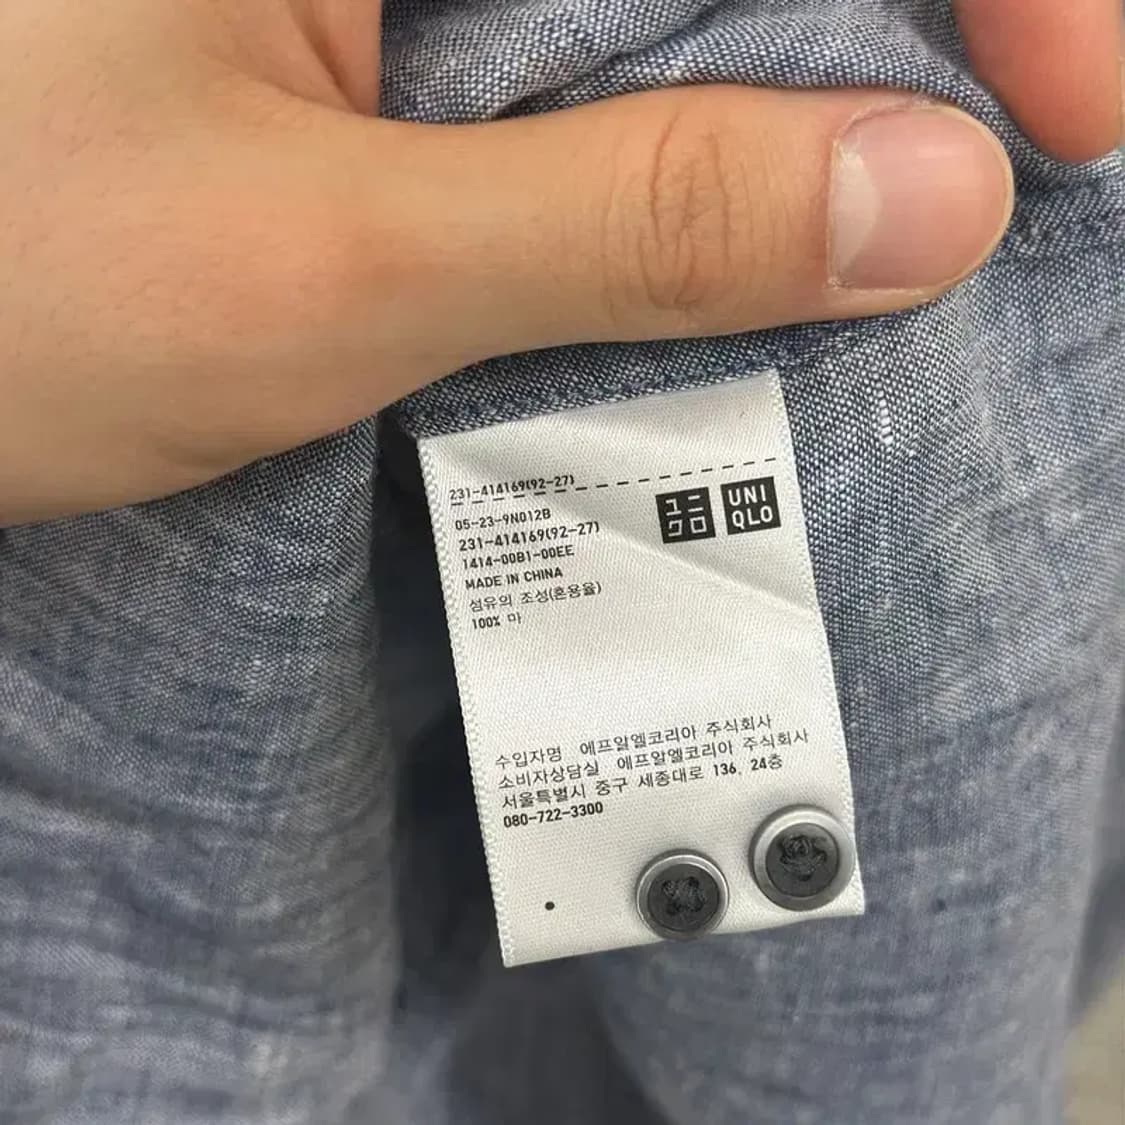 231-414169(92-27)
ユニ
クロ
UNI
QLO
05-23-9N012B
231-414169(92-27)
1414-00B1-00EE
MADE IN CHINA
섬유의 조성(혼용율)
100% 마
수입자명 에프알엘코리아 주식회사
소비자상담실 에프알엘코리아 주식회사
서울특별시 중구 세종대로 136, 24층
080-722-3300